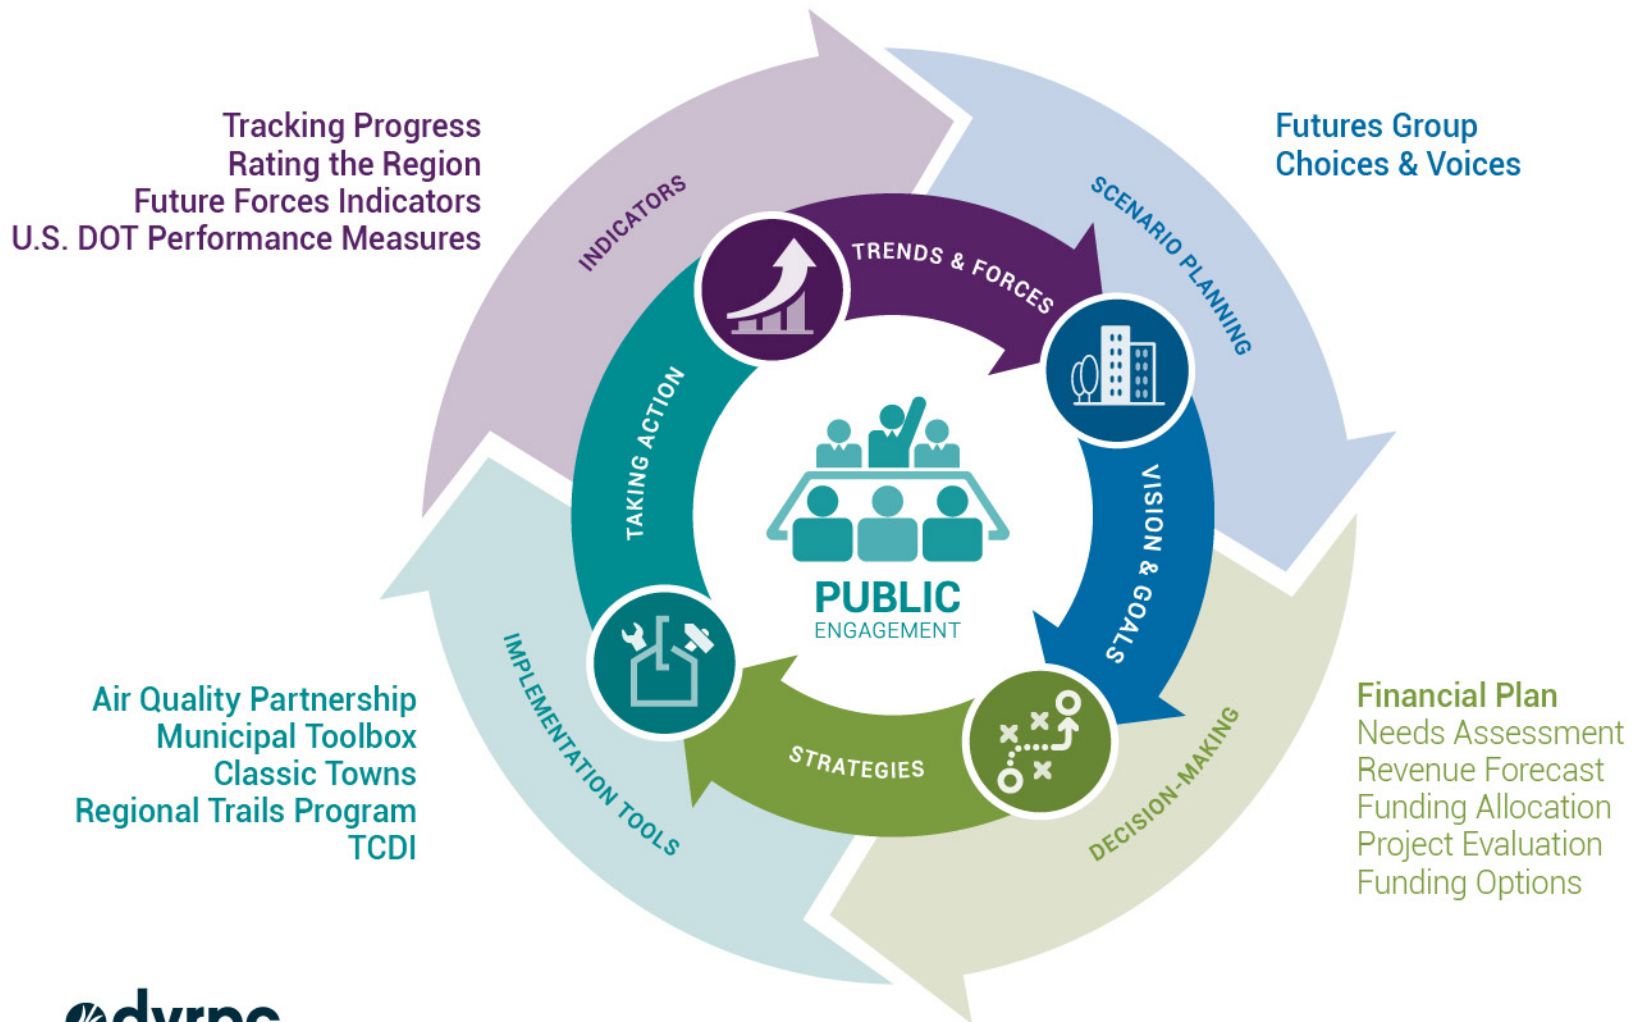 Tracking Progress
Rating the Region
Future Forces Indicators
U.S. DOT Performance Measures
Futures Group
Choices & Voices
INDICATORS
SCENARIO PLANNING
TRENDS & FORCES
TAKING ACTION
VISION & GOALS
PUBLIC
ENGAGEMENT
STRATEGIES
IMPLEMENTATION TOOLS
DECISION-MAKING
Air Quality Partnership
Municipal Toolbox
Classic Towns
Regional Trails Program
TCDI
Financial Plan
Needs Assessment
Revenue Forecast
Funding Allocation
Project Evaluation
Funding Options
dvrpc